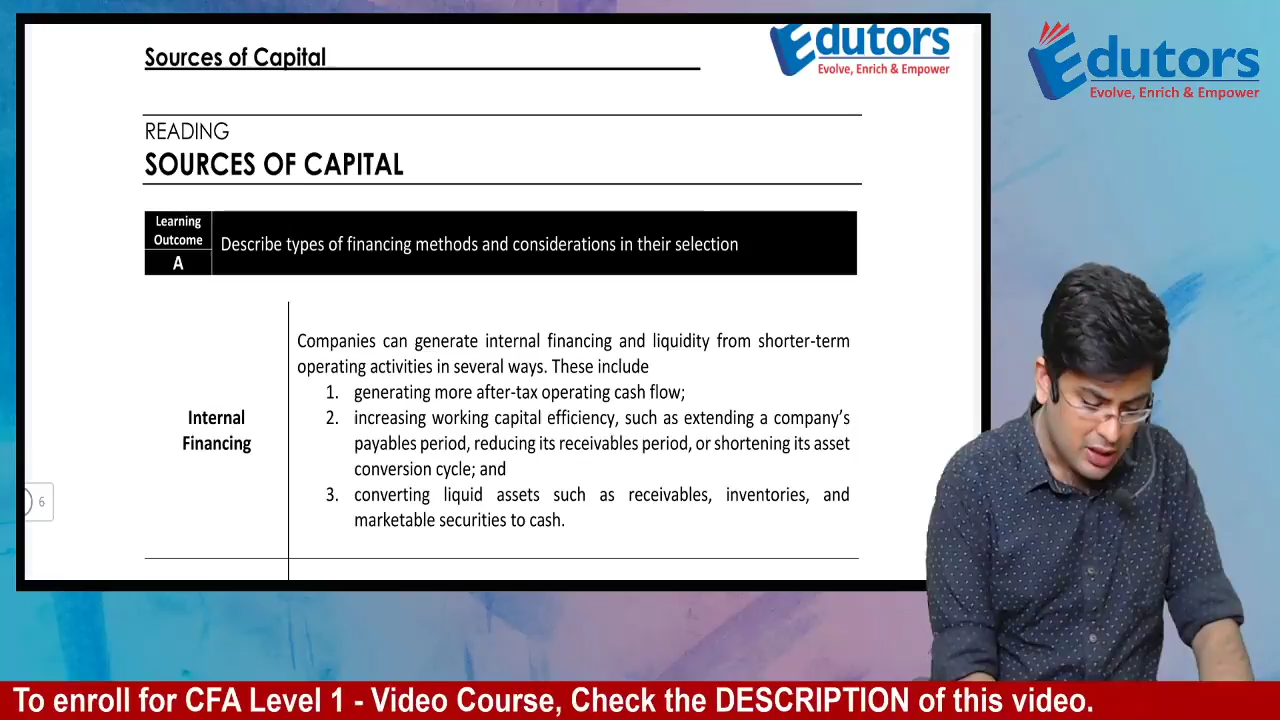 Sources of Capital
Edutors
Evolve, Enrich & Empower
Edutors
Evolve, Enrich & Empower
READING
SOURCES OF CAPITAL
Learning
Outcome
A
Describe types of financing methods and considerations in their selection
Internal
Financing
Companies can generate internal financing and liquidity from shorter-term
operating activities in several ways. These include
1. generating more after-tax operating cash flow;
2. increasing working capital efficiency, such as extending a company's
payables period, reducing its receivables period, or shortening its asset
conversion cycle; and
3. converting liquid assets such as receivables, inventories, and
marketable securities to cash.
6
To enroll for CFA Level 1 - Video Course, Check the DESCRIPTION of this video.